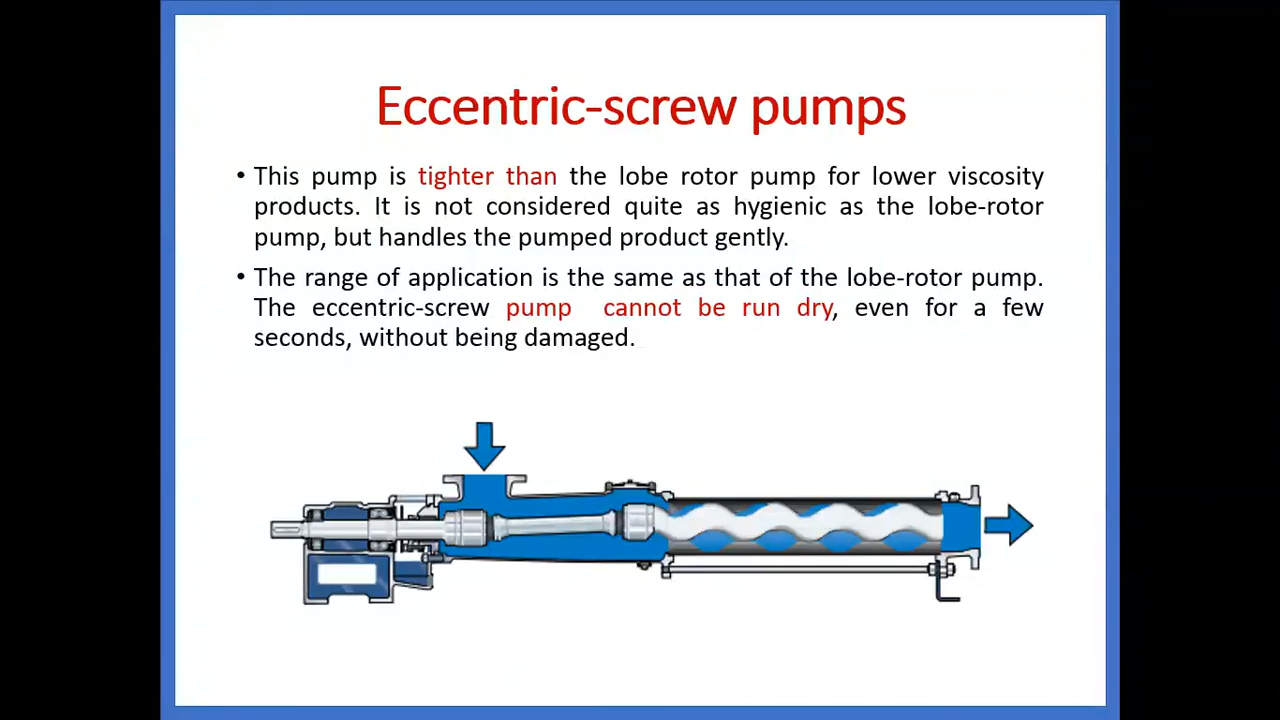 Eccentric-screw pumps
• This pump is tighter than the lobe rotor pump for lower viscosity
products. It is not considered quite as hygienic as the lobe-rotor
pump, but handles the pumped product gently.
• The range of application is the same as that of the lobe-rotor pump.
The eccentric-screw pump cannot be run dry, even for a few
seconds, without being damaged.